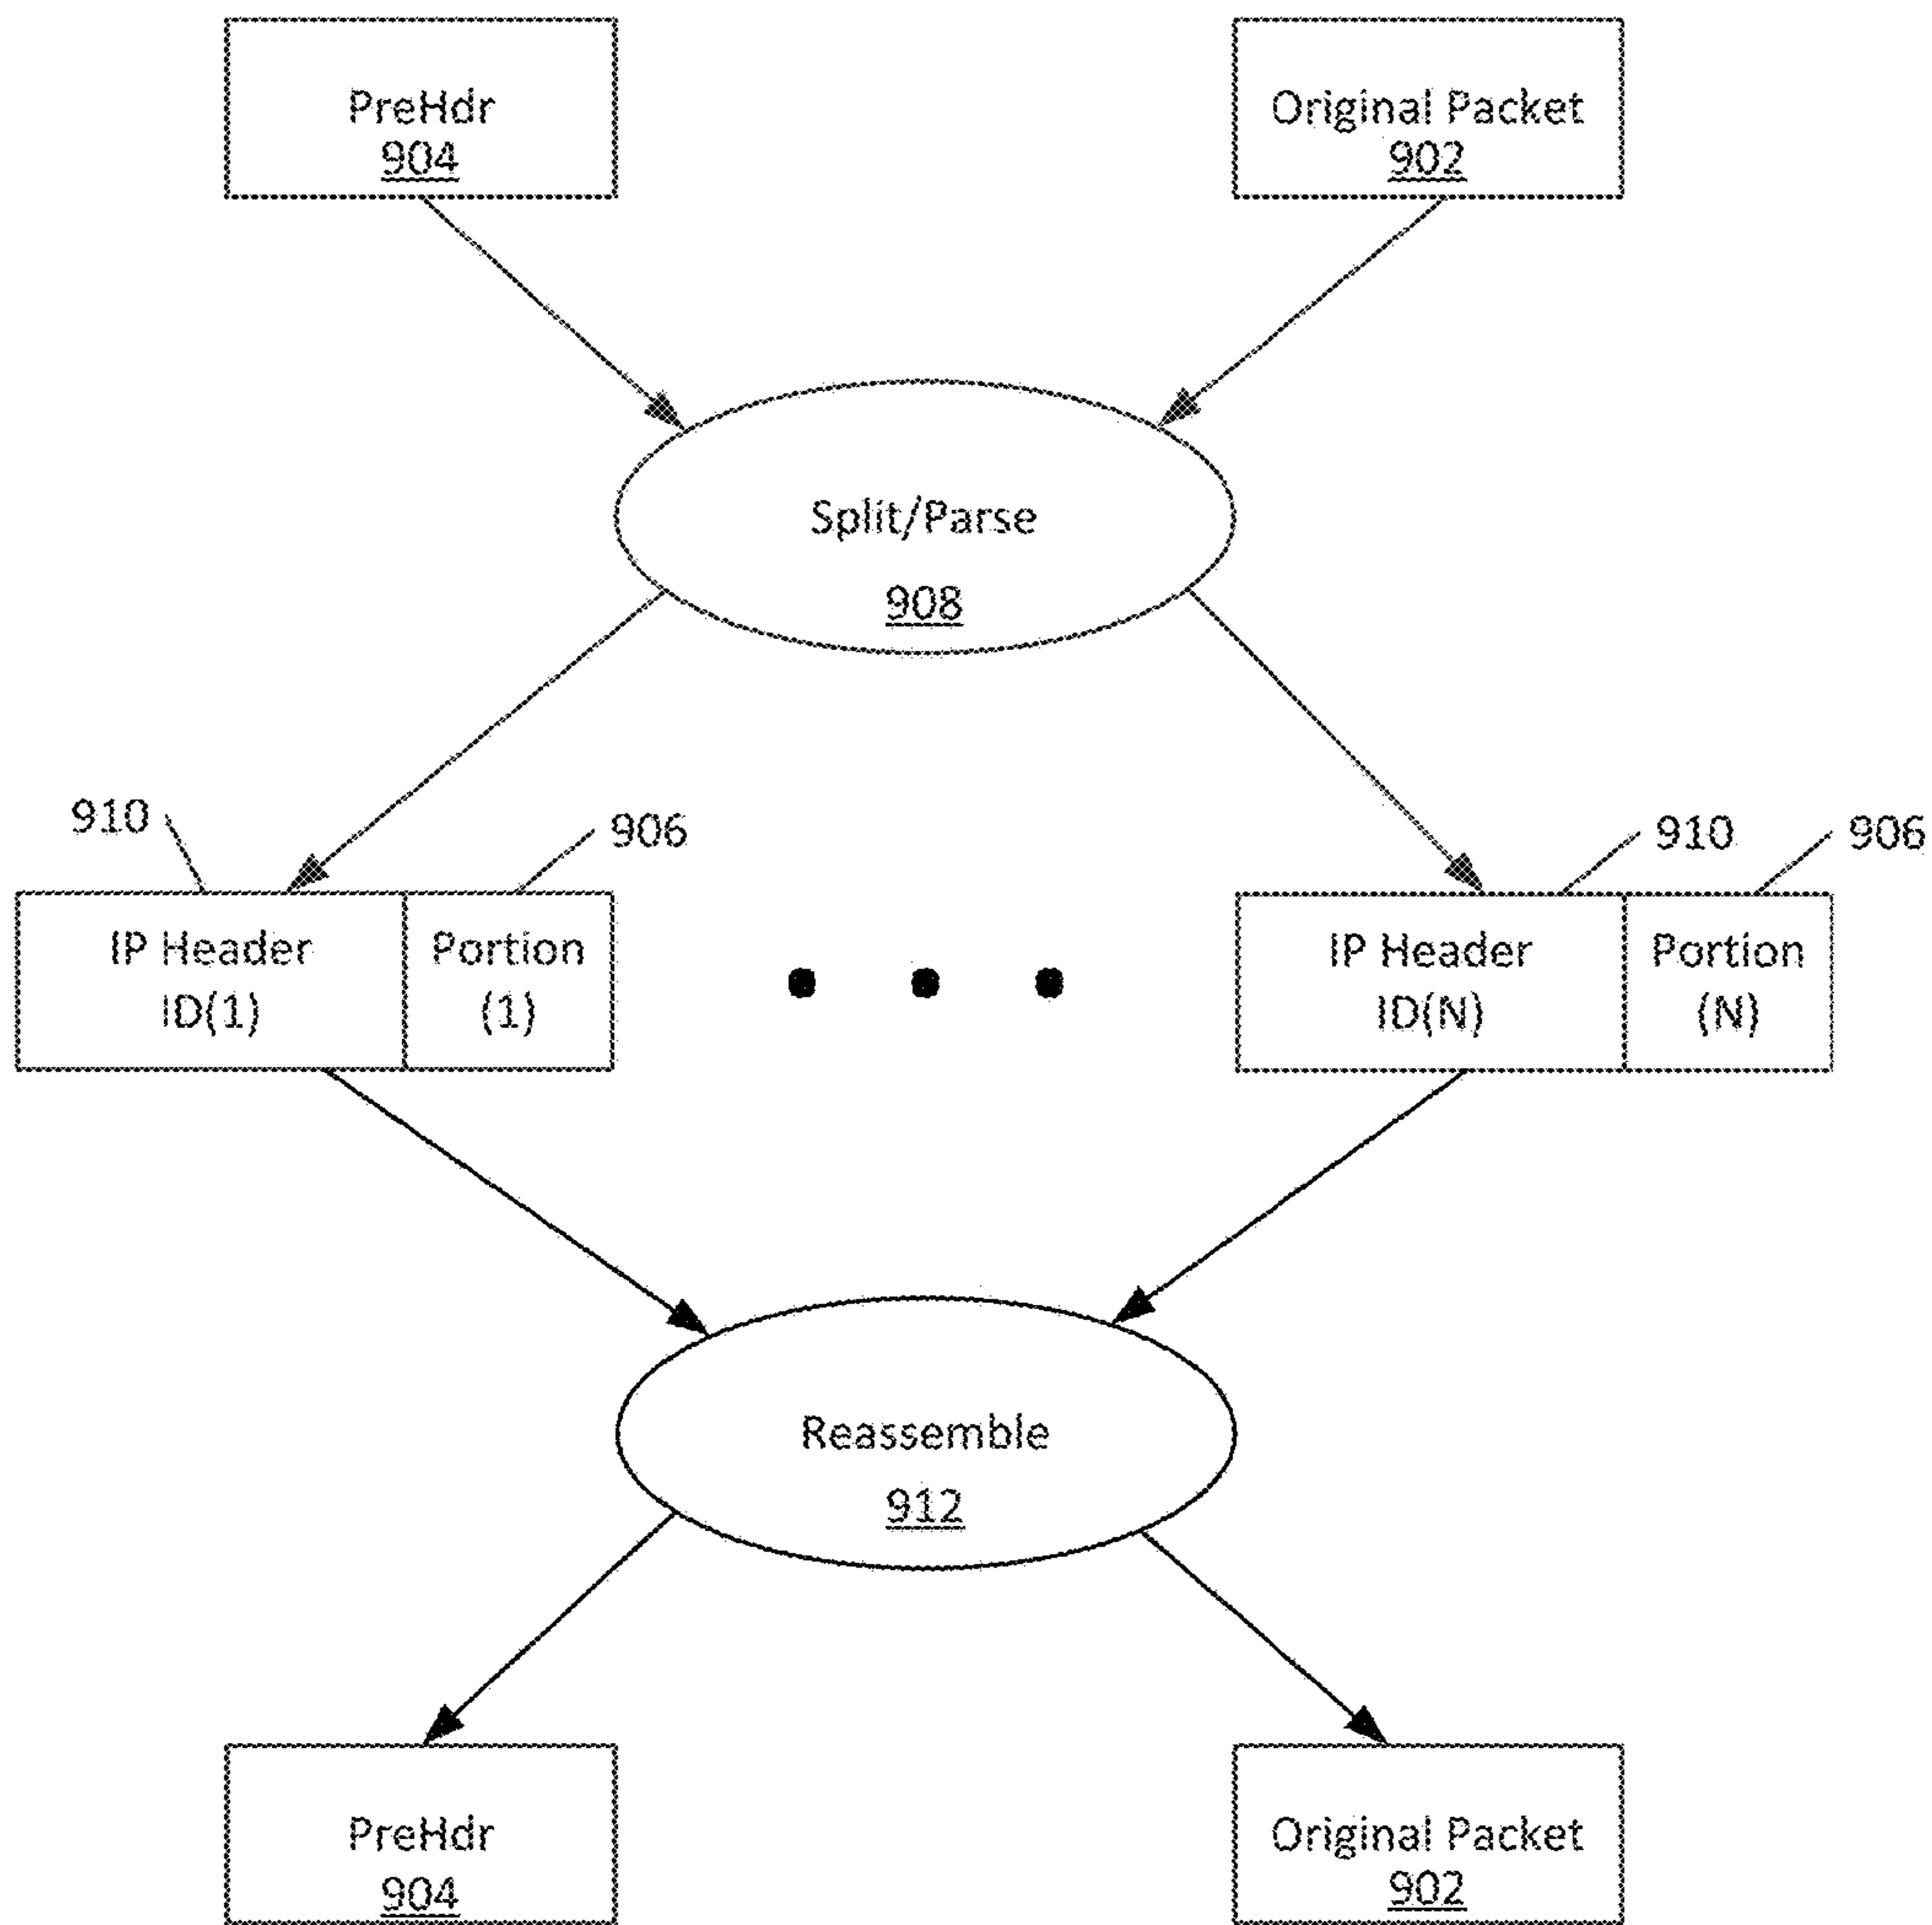 PreHdr
904
Original Packet
902
Split/Parse
908
910
906
910
906
IP Header
ID(1)
Portion
(1)
IP Header
ID(N)
Portion
(N)
Reassemble
912
PreHdr
904
Original Packet
902